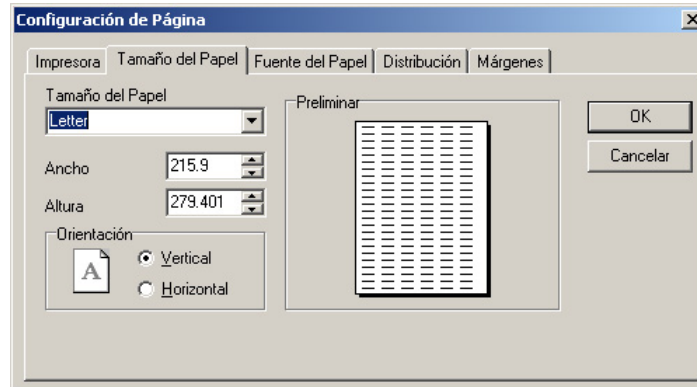 Configuración de Página
Impresora Tamaño del Papel Fuente del Papel Distribución Márgenes
Tamaño del Papel
Letter
Ancho 215.9
Altura 279.401
Orientación
A
Vertical
Horizontal
Preliminar
OK
Cancelar